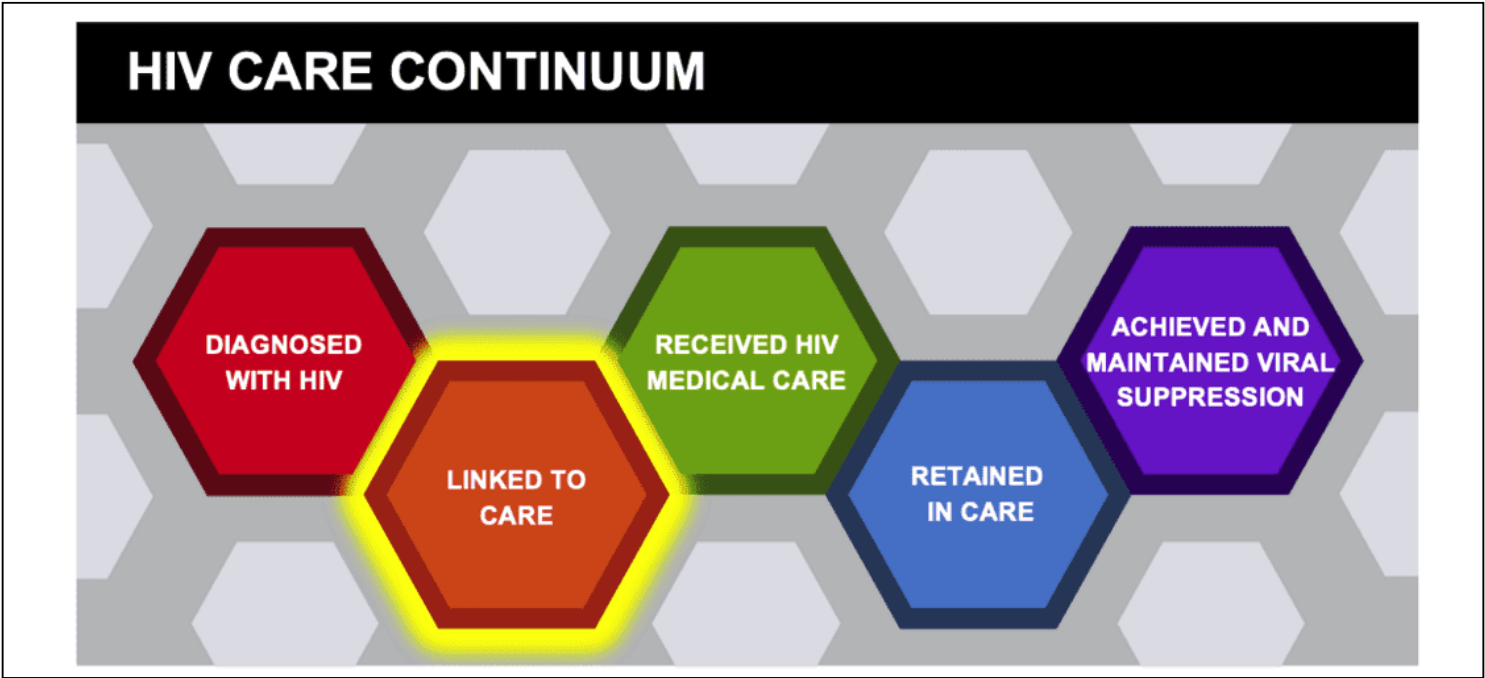 HIV CARE CONTINUUM
DIAGNOSED
WITH HIV
LINKED TO
CARE
RECEIVED HIV
MEDICAL CARE
RETAINED
IN CARE
ACHIEVED AND
MAINTAINED VIRAL
SUPPRESSION